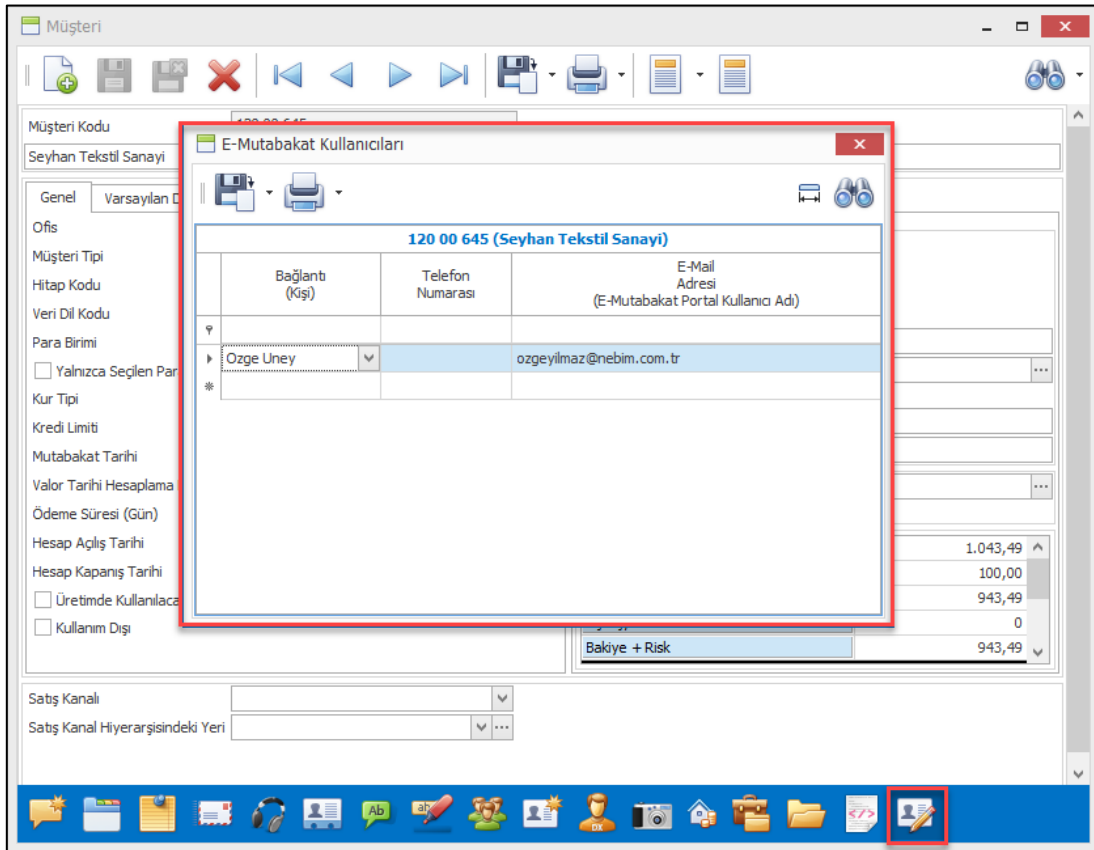 Müşteri
Müşteri Kodu
Seyhan Tekstil Sanayi
Genel
Varsayılan
Ofis
Müşteri Tipi
Hitap Kodu
Veri Dil Kodu
Para Birimi
Yalnızca Seçilen Par
Kur Tipi
Kredi Limiti
Mutabakat Tarihi
Valor Tarihi Hesaplama
Ödeme Süresi (Gün)
Hesap Açılış Tarihi
Hesap Kapanış Tarihi
Üretimde Kullanılaca
Kullanım Dışı
E-Mutabakat Kullanıcıları
120 00 645 (Seyhan Tekstil Sanayi)
Bağlantı
(Kişi)
Telefon
Numarası
E-Mail
Adresi
(E-Mutabakat Portal Kullanıcı Adı)
Ozge Uney
ozgeyilmaz@nebim.com.tr
1.043,49
100,00
943,49
0
Bakiye + Risk
943,49
Satış Kanalı
Satış Kanal Hiyerarşisindeki Yeri
Ab
ab
DK